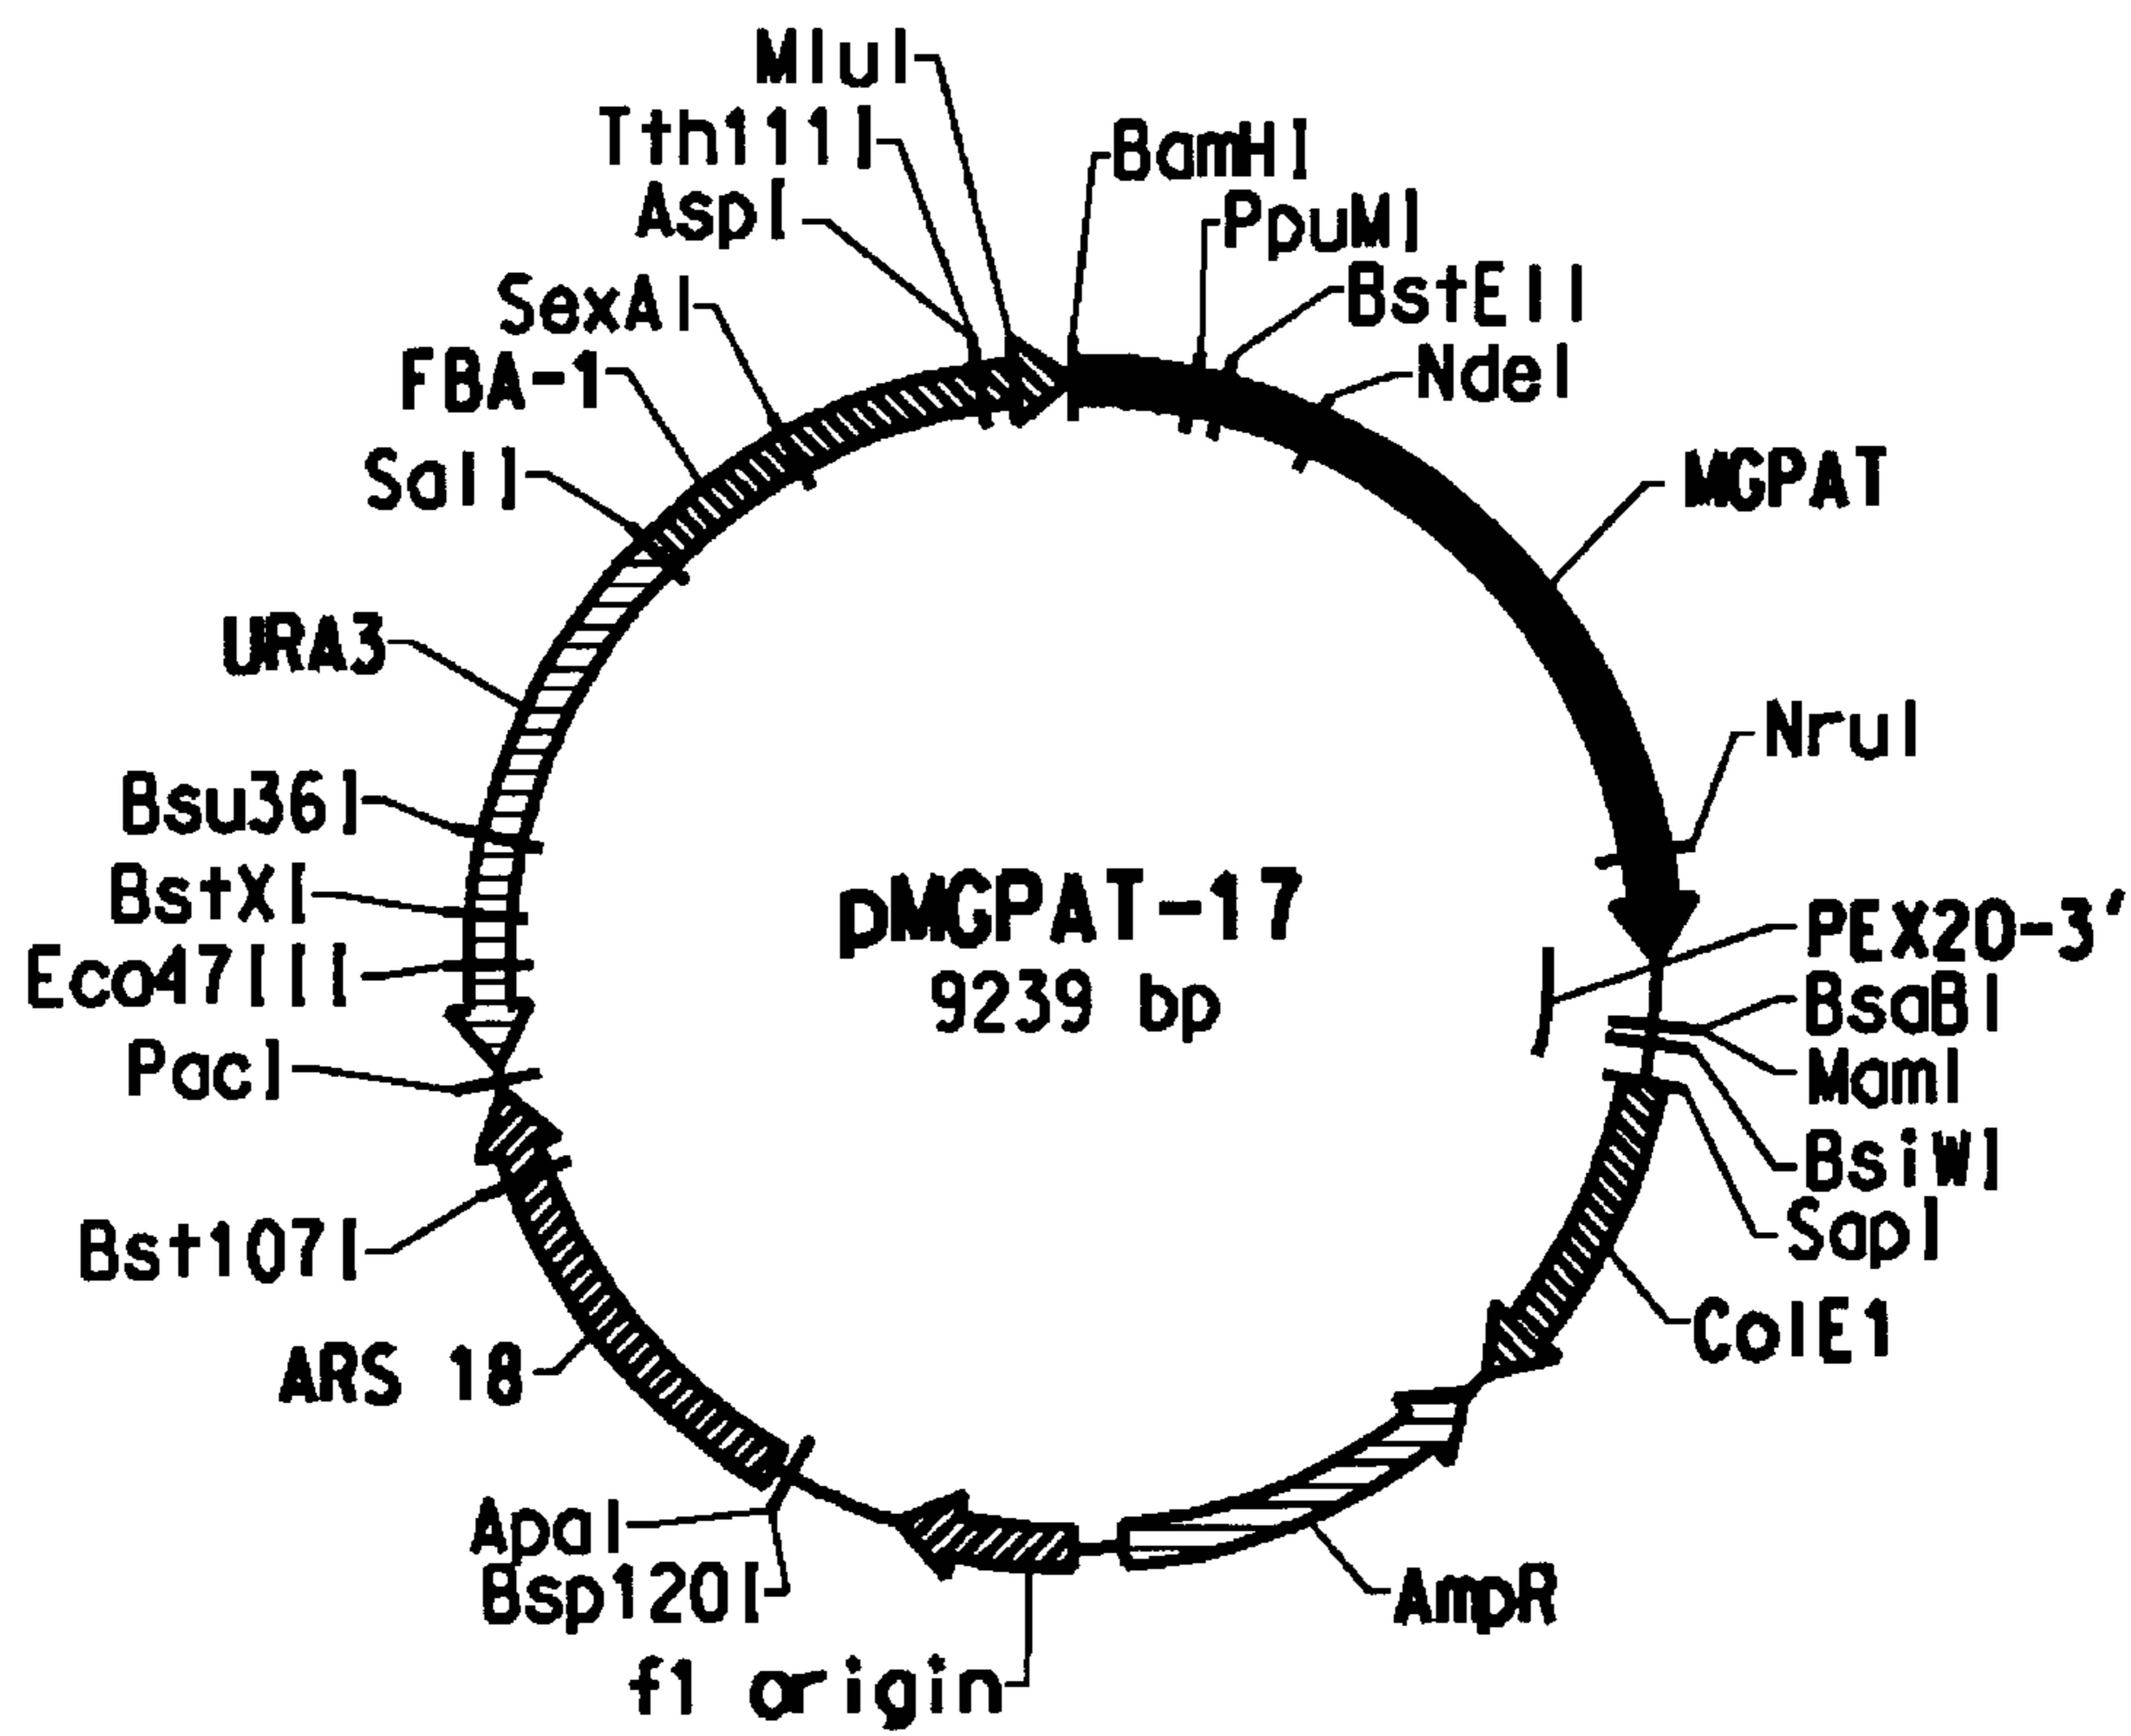 MluI
Tth111I
AspI
SexAI
FBA-1
SalI
URA3
Bsu36I
BstXI
Eco47III
PacI
Bst107I
ARS 18
ApaI
Bsp120I
f1 origin
BamHI
PpuMI
BstEII
NdeI
MGPAT
NruI
PEX20-3'
BsaBI
MamI
BsiWI
SapI
ColE1
AmpR
pMGPAT-17
9239 bp